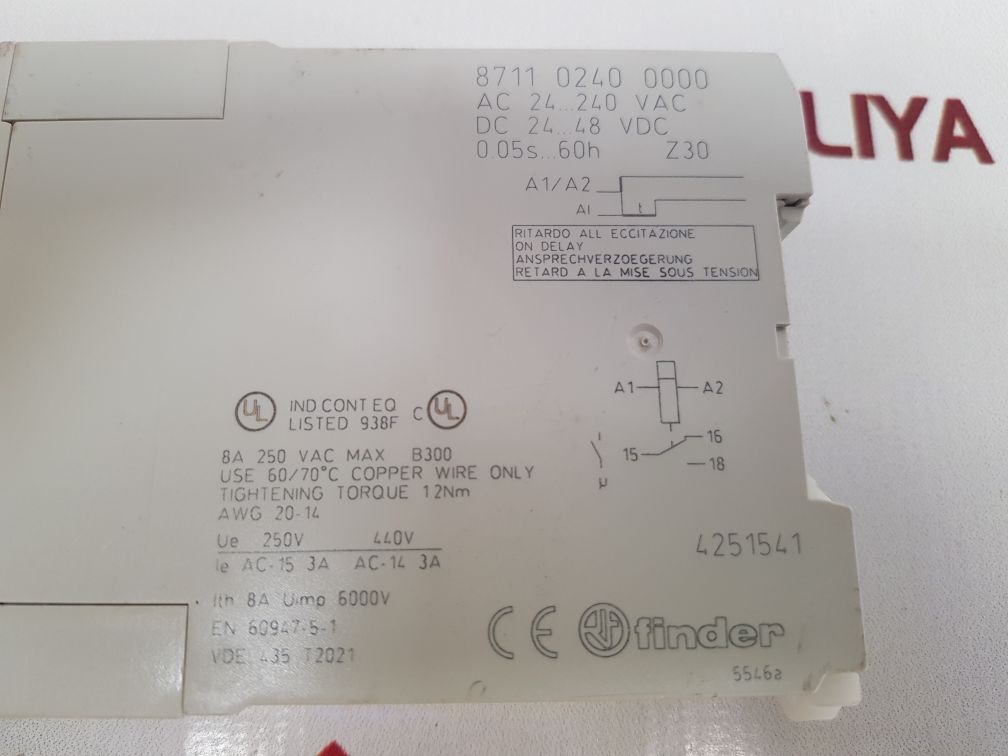 8711 0240 0000
AC 24...240 VAC
DC 24...48 VDC
0.05s...60h Z30
LIYA
A1/A2
AI t
RITARDO ALL ECCITAZIONE
ON DELAY
ANSPRECHVERZOEGERUNG
RETARD A LA MISE SOUS TENSION
A1 A2
15 16
18
μ
UL IND CONT EQ
LISTED 938F C UL
8A 250 VAC MAX B300
USE 60/70°C COPPER WIRE ONLY
TIGHTENING TORQUE 1.2Nm
AWG 20-14
Ue 250V 440V
Ie AC-15 3A AC-14 3A
Ith 8A Uimp 6000V
EN 60947-5-1
VDE 435 T2021
4251541
CE finder
5546a